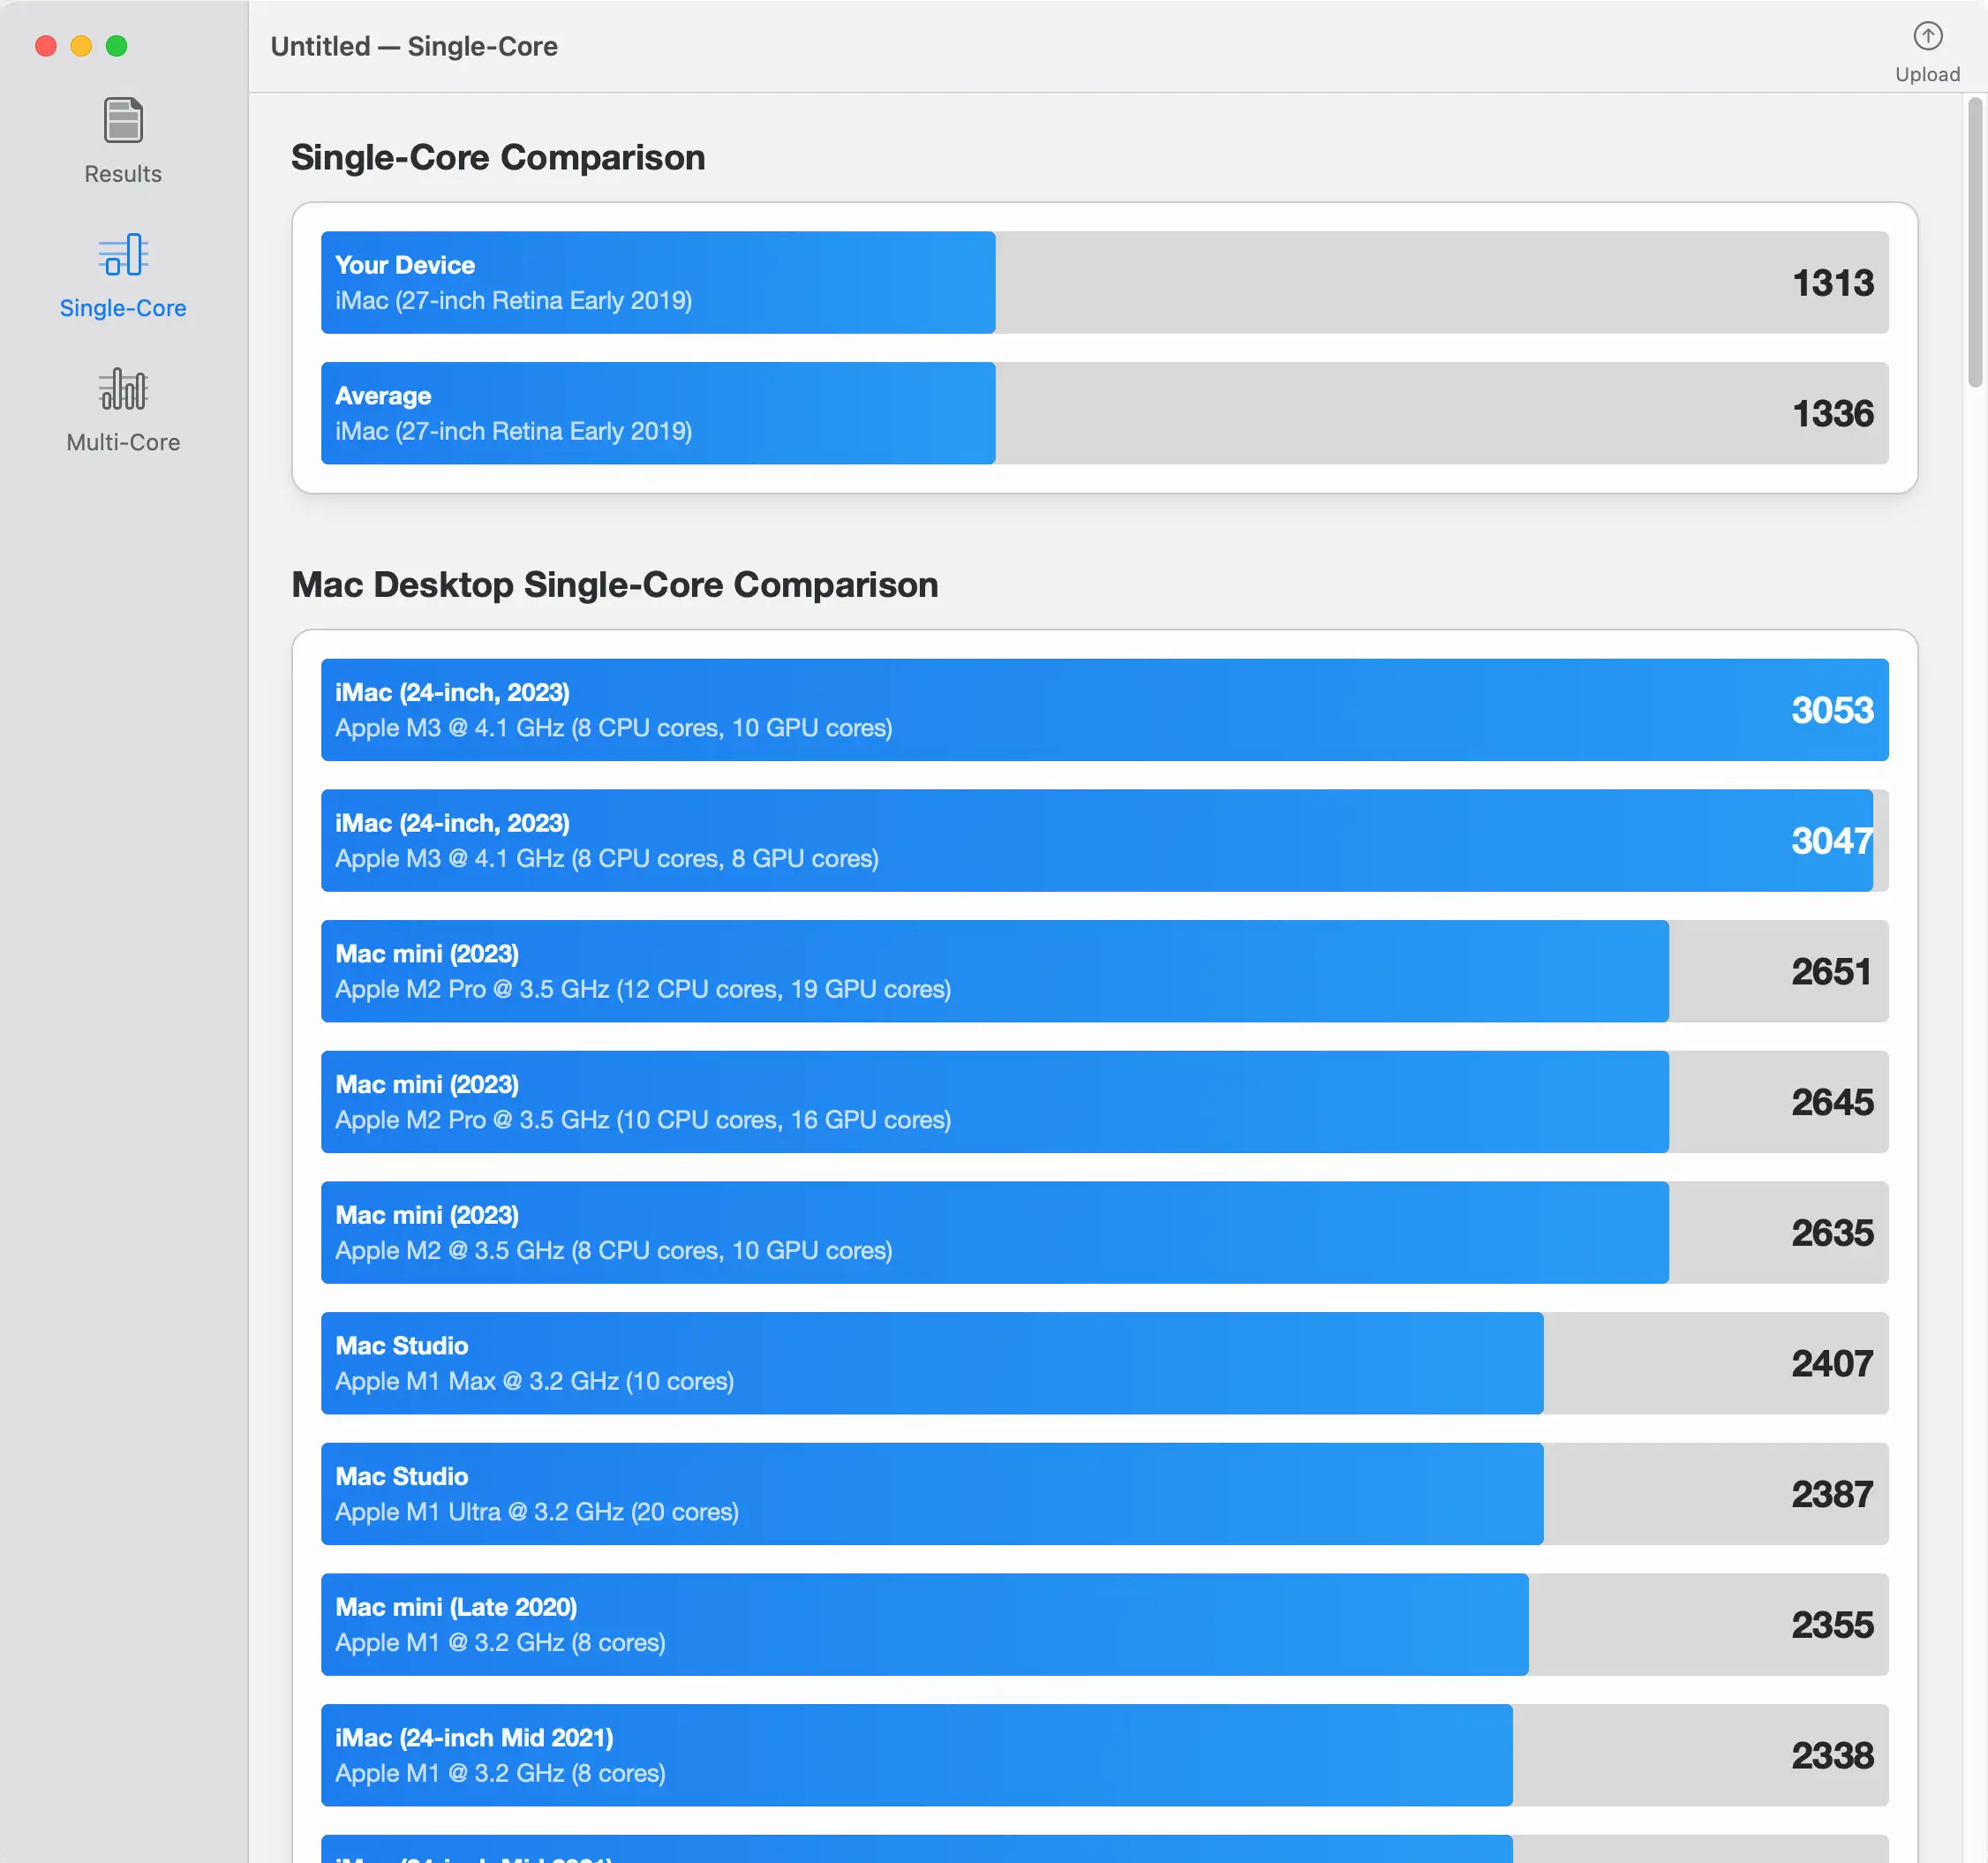 Untitled — Single-Core
Upload
Results
Single-Core
Multi-Core
Single-Core Comparison
Your Device
iMac (27-inch Retina Early 2019)
1313
Average
iMac (27-inch Retina Early 2019)
1336
Mac Desktop Single-Core Comparison
iMac (24-inch, 2023)
Apple M3 @ 4.1 GHz (8 CPU cores, 10 GPU cores)
3053
iMac (24-inch, 2023)
Apple M3 @ 4.1 GHz (8 CPU cores, 8 GPU cores)
3047
Mac mini (2023)
Apple M2 Pro @ 3.5 GHz (12 CPU cores, 19 GPU cores)
2651
Mac mini (2023)
Apple M2 Pro @ 3.5 GHz (10 CPU cores, 16 GPU cores)
2645
Mac mini (2023)
Apple M2 @ 3.5 GHz (8 CPU cores, 10 GPU cores)
2635
Mac Studio
Apple M1 Max @ 3.2 GHz (10 cores)
2407
Mac Studio
Apple M1 Ultra @ 3.2 GHz (20 cores)
2387
Mac mini (Late 2020)
Apple M1 @ 3.2 GHz (8 cores)
2355
iMac (24-inch Mid 2021)
Apple M1 @ 3.2 GHz (8 cores)
2338
iMac (24-inch Mid 2021)